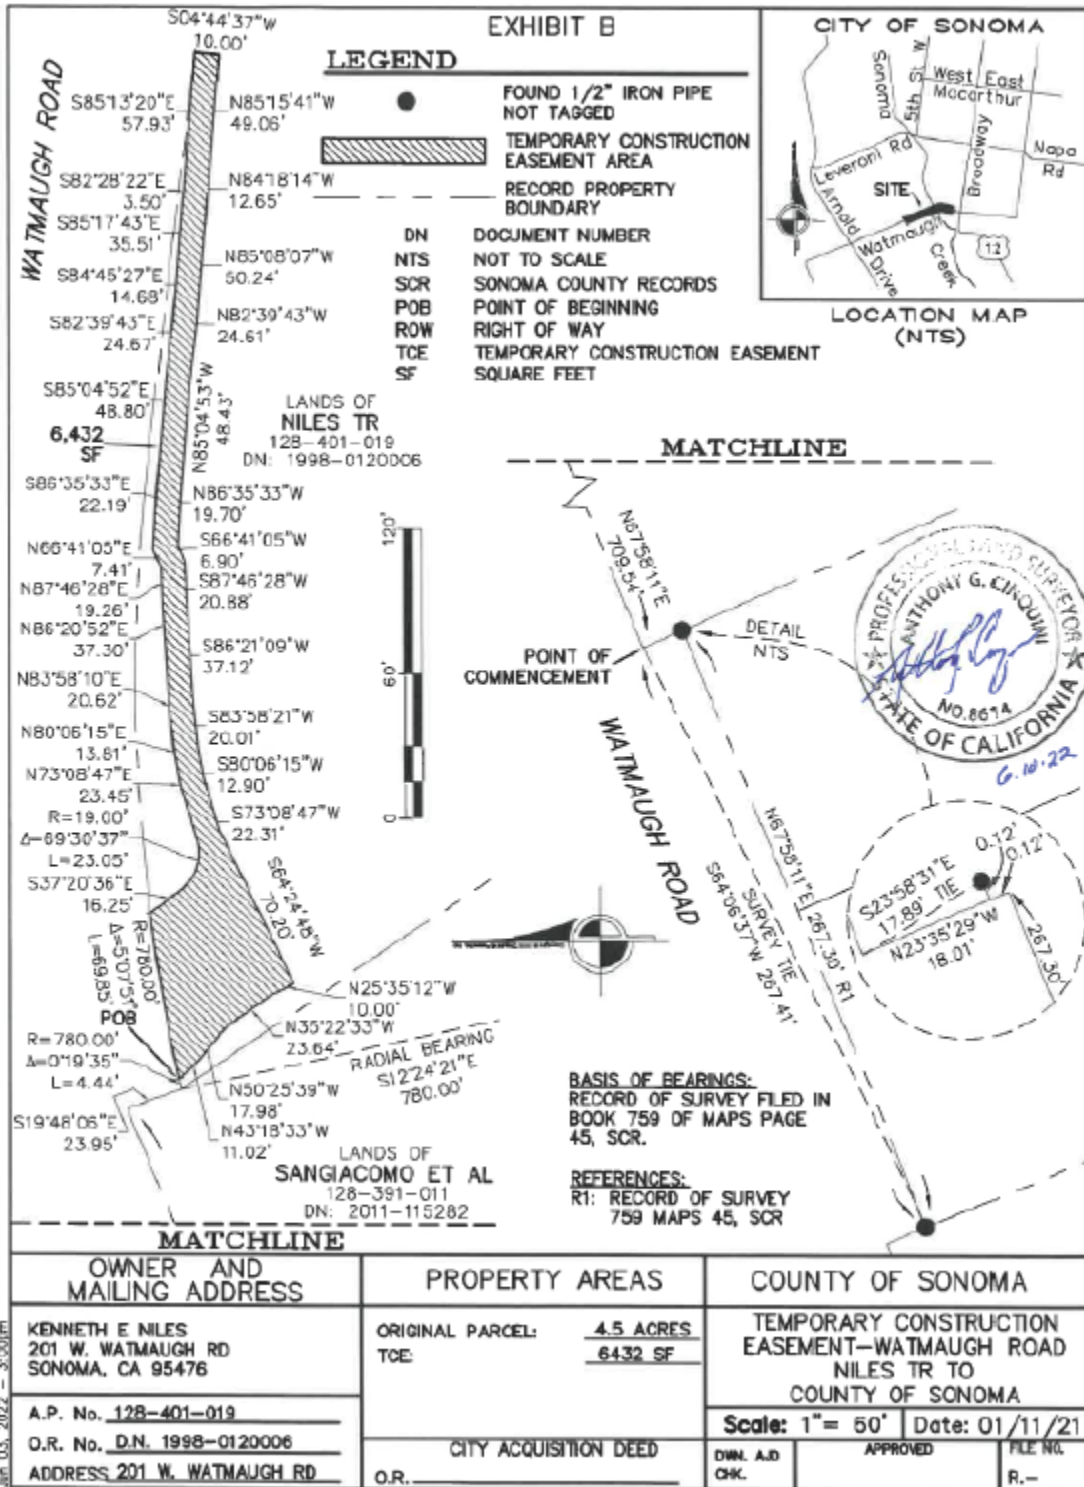 EXHIBIT B
S04°44'37"W
10.00'
WATMAUGH ROAD
S85°13'20"E
57.93'
N85°15'41"W
49.06'
S82°28'22"E
3.50'
N84°18'14"W
12.65'
S85°17'43"E
35.51'
N85°08'07"W
50.24'
S84°45'27"E
14.68'
S82°39'43"E
24.67'
N82°39'43"W
24.61'
S85°04'52"E
48.80'
N85°04'53"W
48.43'
6,432
SF
S86°35'33"E
22.19'
N86°35'33"W
19.70'
N66°41'05"E
7.41'
S66°41'05"W
6.90'
N87°46'28"E
19.26'
S87°46'28"W
20.88'
N86°20'52"E
37.30'
S86°21'09"W
37.12'
N83°58'10"E
20.62'
S83°58'21"W
20.01'
N80°06'15"E
13.81'
S80°06'15"W
12.90'
N73°08'47"E
23.45'
S73°08'47"W
22.31'
R=19.00'
Δ=69°30'37"
L=23.05'
S64°24'48"W
70.20'
S37°20'36"E
16.25'
R=780.00'
Δ=5°07'51"
L=69.85'
POB
N25°35'12"W
10.00'
N35°22'33"W
23.64'
R=780.00'
Δ=0°19'35"
L=4.44'
RADIAL BEARING
S12°24'21"E
780.00'
N50°25'39"W
17.98'
S19°48'06"E
23.95'
N43°18'33"W
11.02'
LANDS OF
NILES TR
128-401-019
DN: 1998-0120006
LANDS OF
SANGIACOMO ET AL
128-391-011
DN: 2011-115282
MATCHLINE
LEGEND
FOUND 1/2" IRON PIPE
NOT TAGGED
TEMPORARY CONSTRUCTION
EASEMENT AREA
RECORD PROPERTY
BOUNDARY
DN DOCUMENT NUMBER
NTS NOT TO SCALE
SCR SONOMA COUNTY RECORDS
POB POINT OF BEGINNING
ROW RIGHT OF WAY
TCE TEMPORARY CONSTRUCTION EASEMENT
SF SQUARE FEET
CITY OF SONOMA
Sonoma
5th St W
West East
Macarthur
Broadway
Napa
Rd
Leveroni Rd
SITE
Arnold
Drive
Watmaugh
Creek
12
LOCATION MAP
(NTS)
120'
60'
0
MATCHLINE
N67°58'11"E
709.54'
POINT OF
COMMENCEMENT
DETAIL
NTS
WATMAUGH ROAD
N67°58'11"E 267.30' R1
SURVEY TIE
S64°06'37"W 267.41'
PROFESSIONAL LAND SURVEYOR
ANTHONY G. CINQUINI
NO.8614
STATE OF CALIFORNIA
6.10.22
S23°58'31"E
17.89' TIE
0.12'
0.12'
N23°35'29"W
18.01'
267.30'
BASIS OF BEARINGS:
RECORD OF SURVEY FILED IN
BOOK 759 OF MAPS PAGE
45, SCR.
REFERENCES:
R1: RECORD OF SURVEY
759 MAPS 45, SCR
OWNER AND
MAILING ADDRESS
KENNETH E NILES
201 W. WATMAUGH RD
SONOMA, CA 95476
A.P. No. 128-401-019
O.R. No. D.N. 1998-0120006
ADDRESS 201 W. WATMAUGH RD
PROPERTY AREAS
ORIGINAL PARCEL: 4.5 ACRES
TCE: 6432 SF
CITY ACQUISITION DEED
O.R.
COUNTY OF SONOMA
TEMPORARY CONSTRUCTION
EASEMENT-WATMAUGH ROAD
NILES TR TO
COUNTY OF SONOMA
Scale: 1"= 50' Date: 01/11/21
DWN. AJD
CHK.
APPROVED
FILE NO.
R.-
03, 2022 - 3:00pm